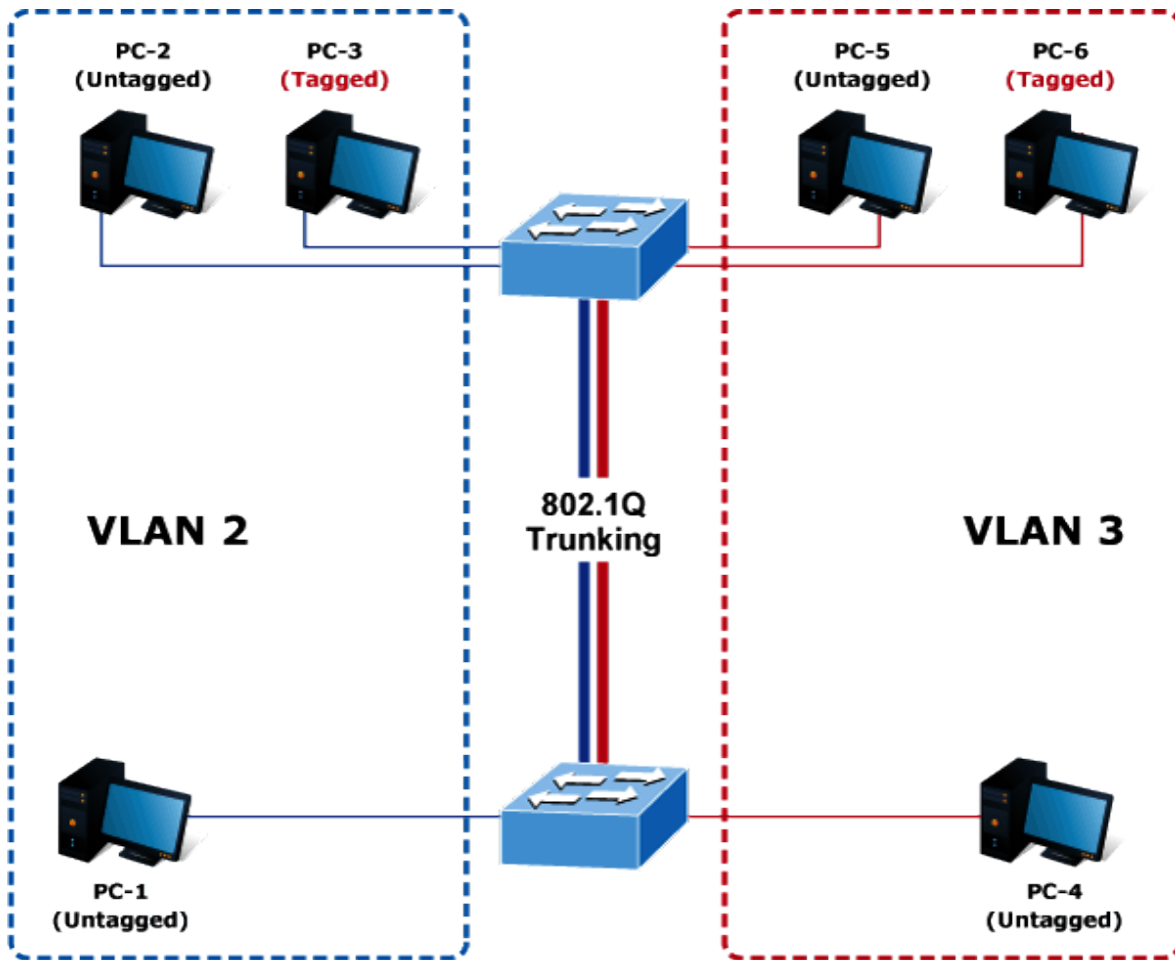 PC-2
(Untagged)
PC-3
(Tagged)
PC-5
(Untagged)
PC-6
(Tagged)
VLAN 2
802.1Q
Trunking
VLAN 3
PC-1
(Untagged)
PC-4
(Untagged)